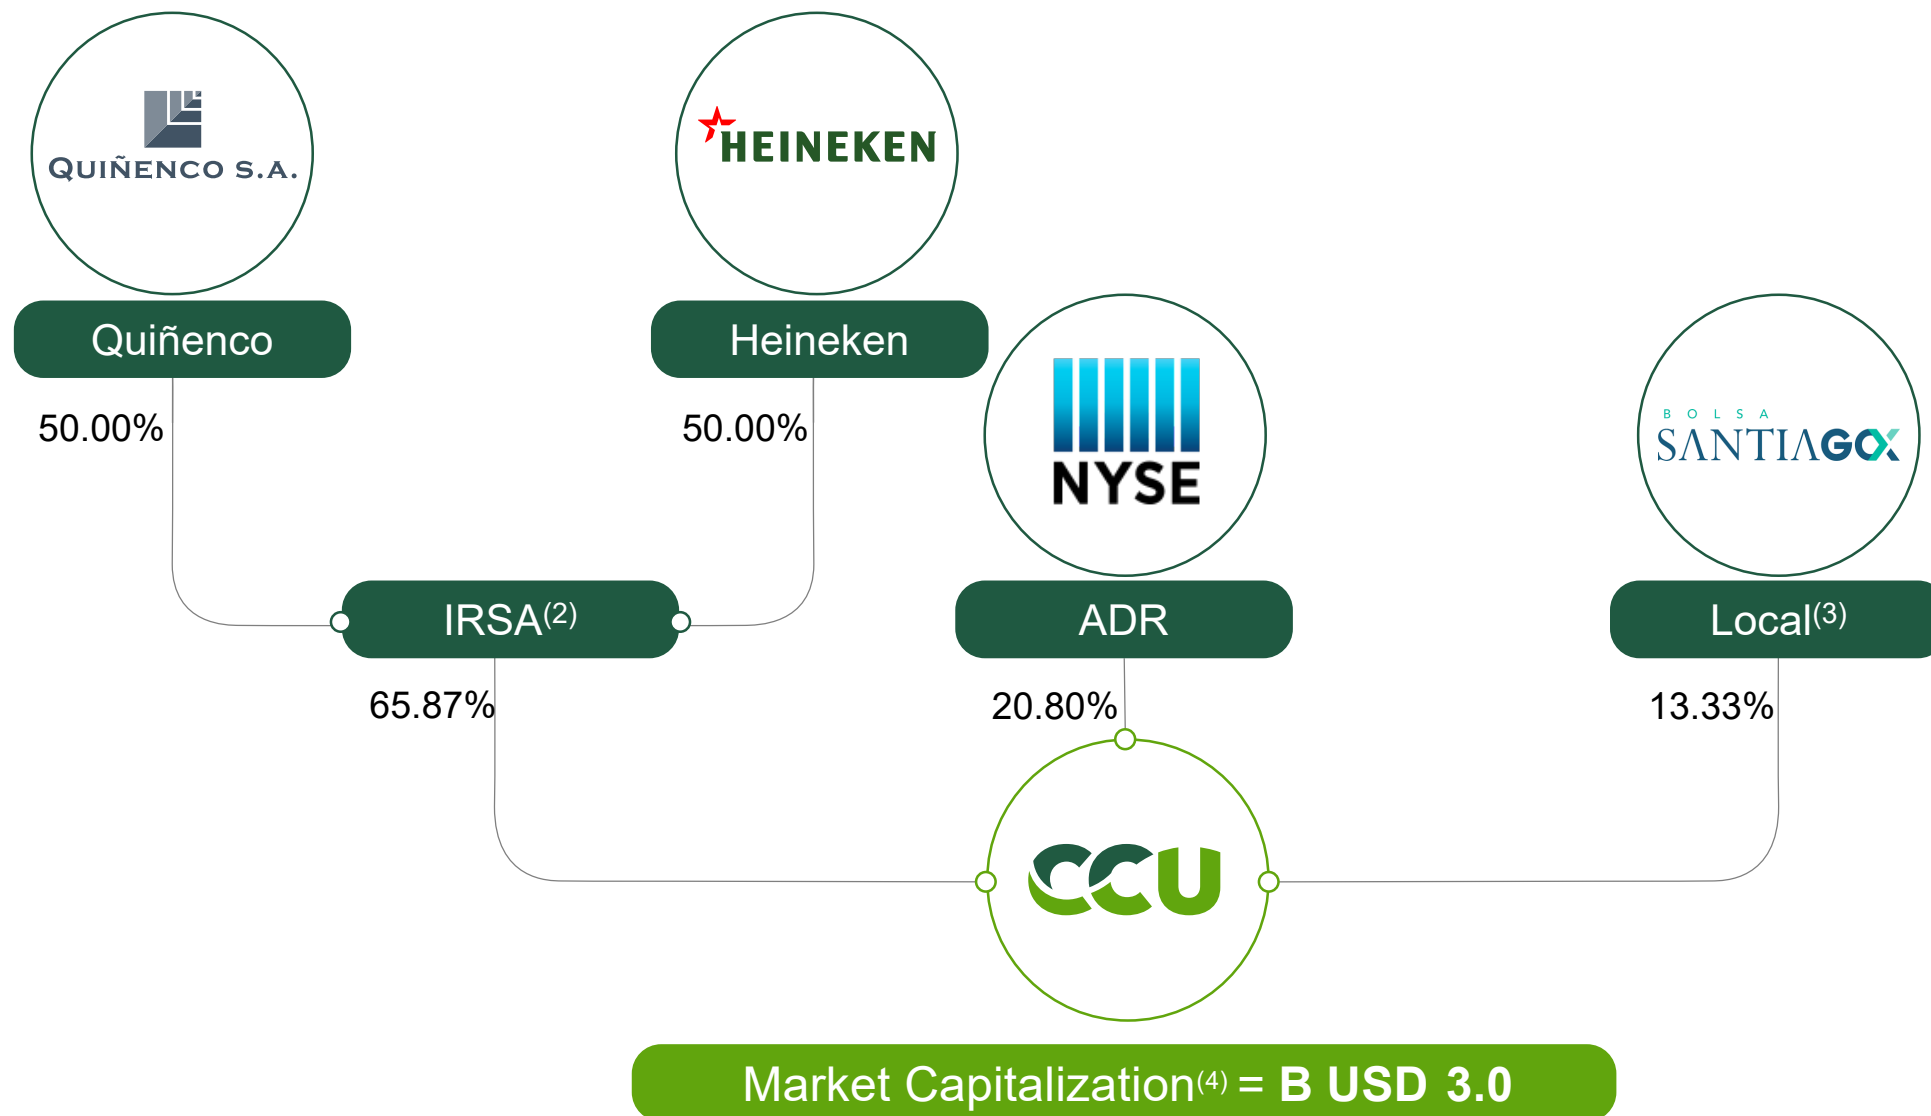 QUIÑENCO S.A.
HEINEKEN
Quiñenco
Heineken
50.00%
50.00%
NYSE
BOLSA
SANTIAGO
IRSA(2)
ADR
Local(3)
65.87%
20.80%
13.33%
CCU
Market Capitalization(4) = B USD 3.0